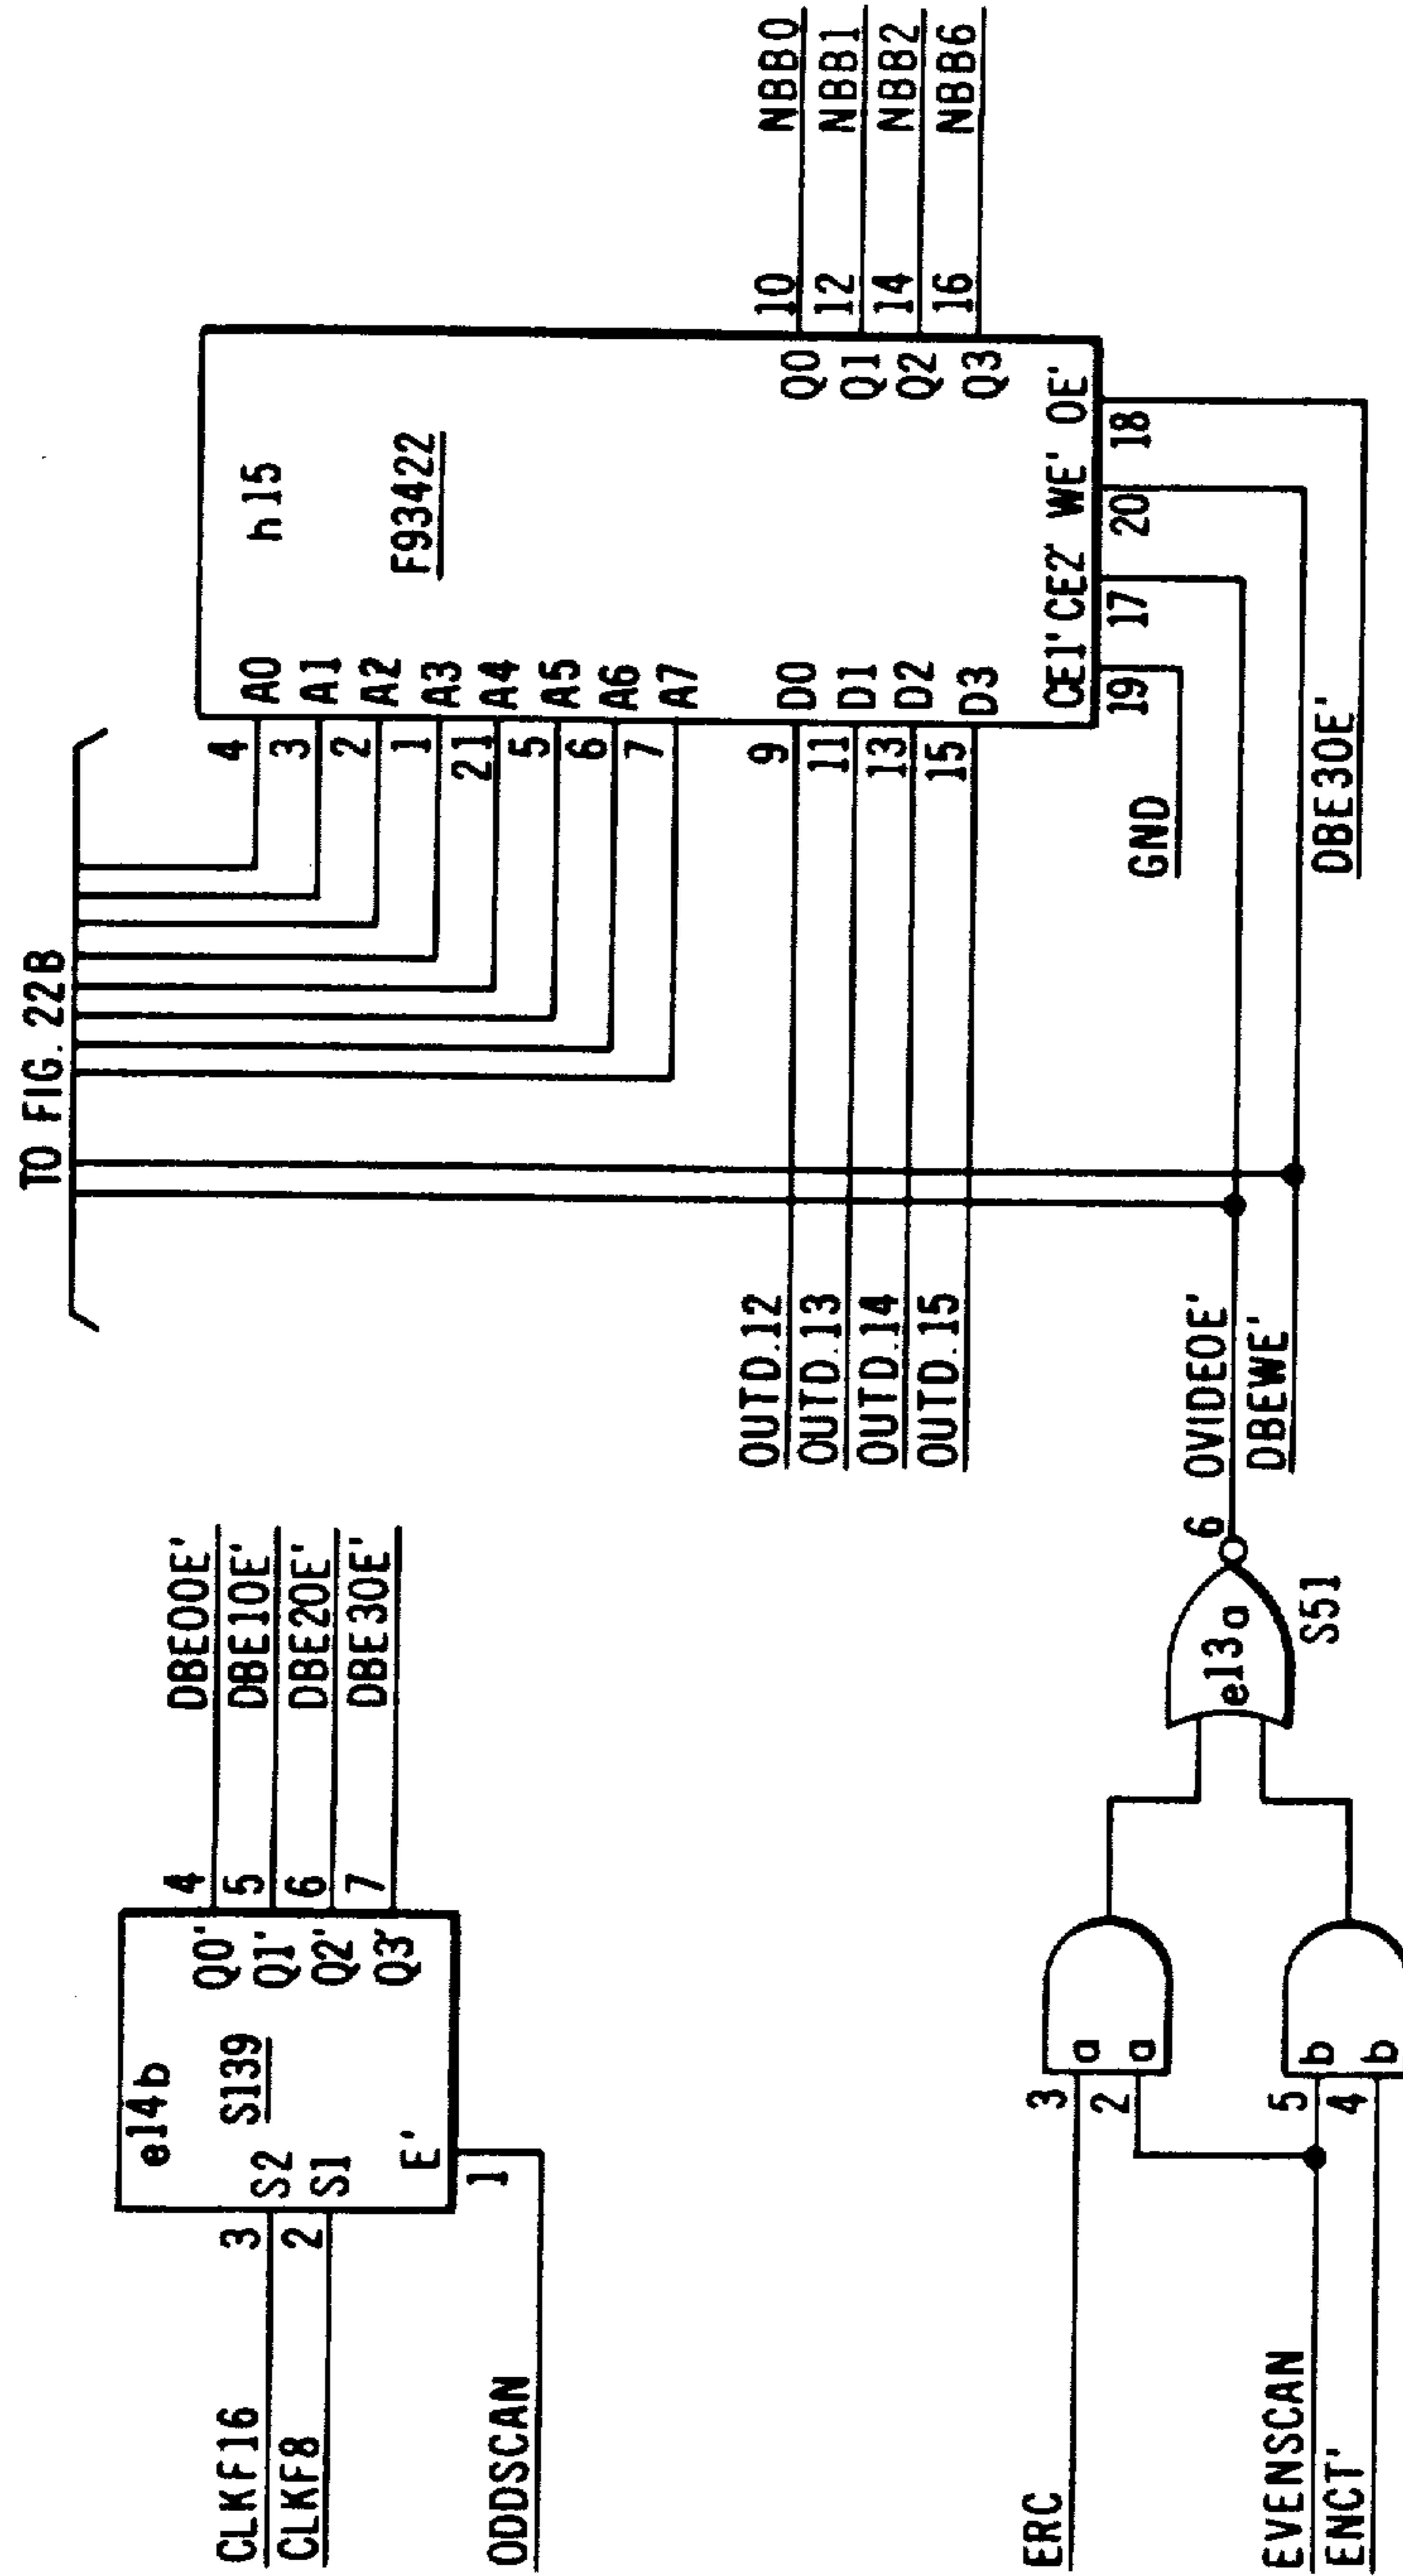 TO FIG. 22B
e14b
S139
CLKF16
3
S2
CLKF8
2
S1
ODDSCAN
1
E'
Q0'
4
DBE00E'
Q1'
5
DBE10E'
Q2'
6
DBE20E'
Q3'
7
DBE30E'
h15
F93422
4
A0
3
A1
2
A2
1
A3
21
A4
5
A5
6
A6
7
A7
OUTD.12
9
D0
OUTD.13
11
D1
OUTD.14
13
D2
OUTD.15
15
D3
Q0
10
NBB0
Q1
12
NBB1
Q2
14
NBB2
Q3
16
NBB6
CE1' CE2' WE' OE'
19 17 20 18
GND
DBE30E'
ERC
3
a
2
a
EVENSCAN
5
b
ENCT'
4
b
e13a
S51
6
OVIDEOE'
DBEWE'